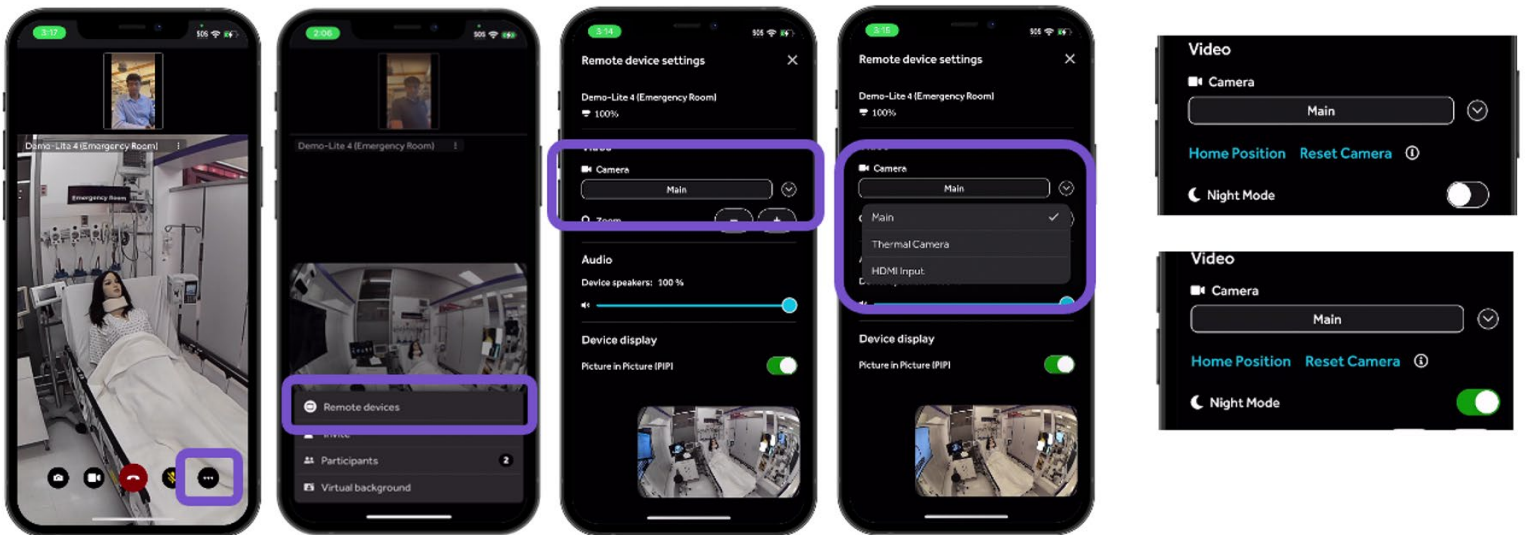 3:17
SOS
Demo-Lite 4 (Emergency Room)
Emergency Room
2:06
SOS
Demo-Lite 4 (Emergency Room)
Remote devices
Invite
Participants 2
Virtual background
3:14
SOS
Remote device settings
Demo-Lite 4 (Emergency Room)
100%
Video
Camera
Main
Zoom - +
Audio
Device speakers: 100 %
Device display
Picture in Picture (PIP)
3:15
SOS
Remote device settings
Demo-Lite 4 (Emergency Room)
100%
Camera
Main
Main
Thermal Camera
HDMI Input
Device display
Picture in Picture (PIP)
Video
Camera
Main
Home Position Reset Camera
Night Mode
Video
Camera
Main
Home Position Reset Camera
Night Mode